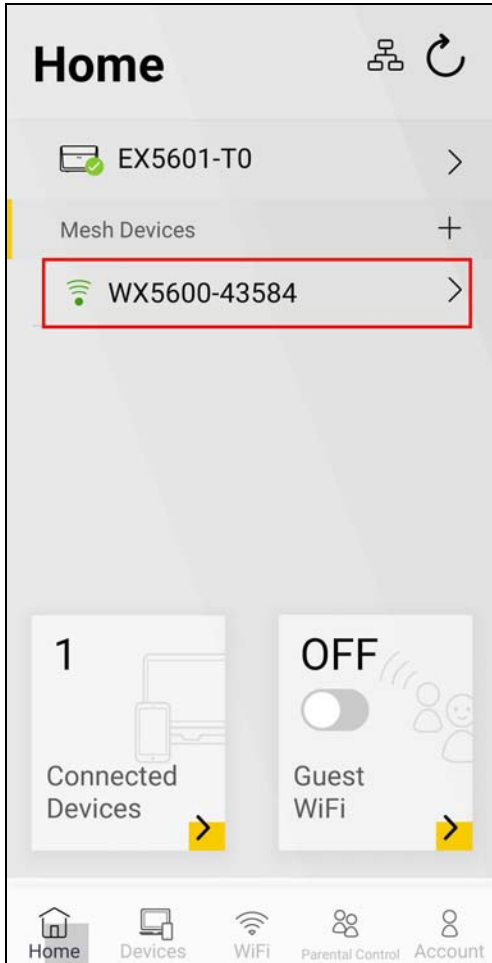 Home
EX5601-T0
Mesh Devices
WX5600-43584
1
Connected
Devices
OFF
Guest
WiFi
Home
Devices
WiFi
Parental Control
Account